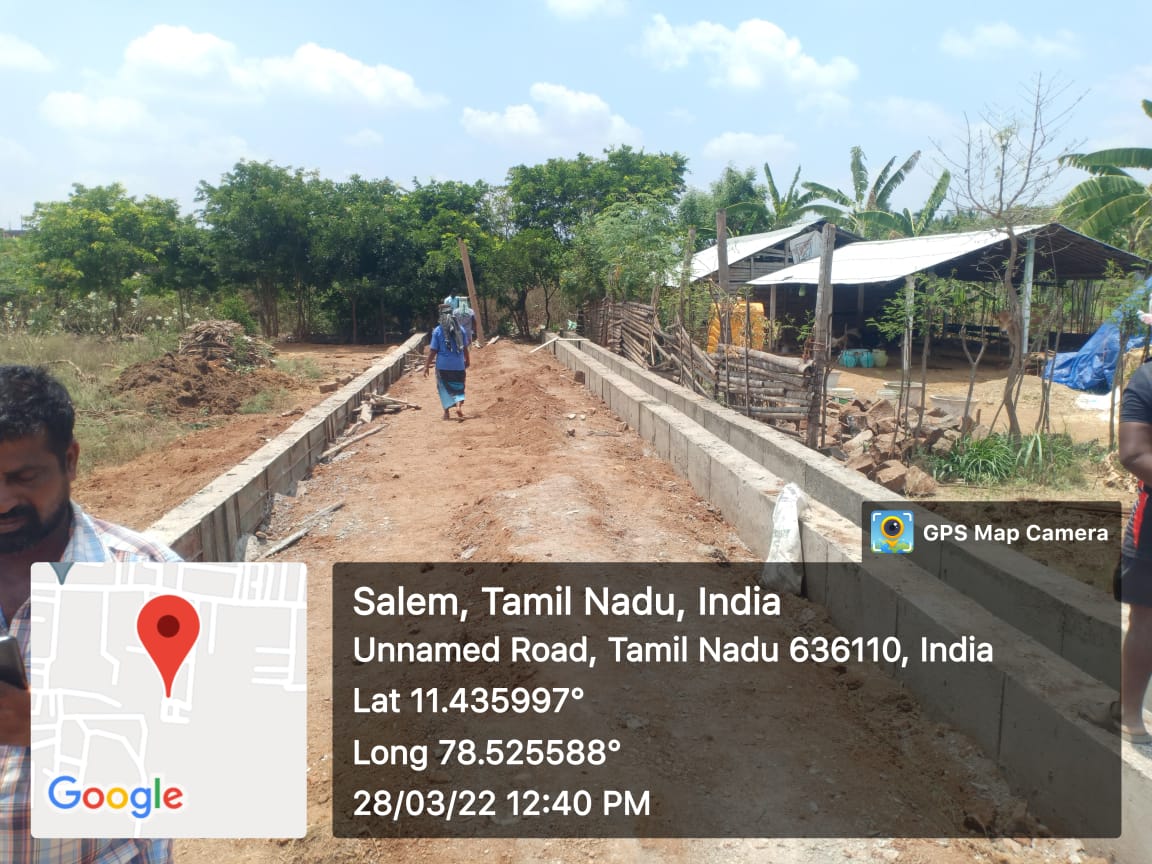 GPS Map Camera
Salem, Tamil Nadu, India
Unnamed Road, Tamil Nadu 636110, India
Lat 11.435997°
Long 78.525588°
28/03/22 12:40 PM
Google